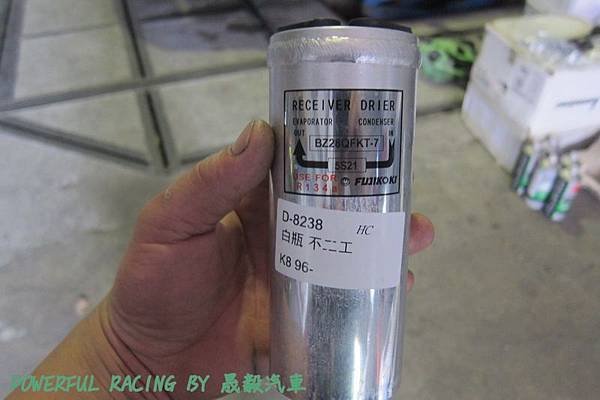 RECEIVER DRIER
EVAPORATOR CONDENSER
OUT IN
BZ26QFKT-7
5S21
USE FOR
R134a FUJIKOKI
D-8238 HC
白瓶 不二工
K8 96-
POWERFUL RACING BY 晟毅汽車